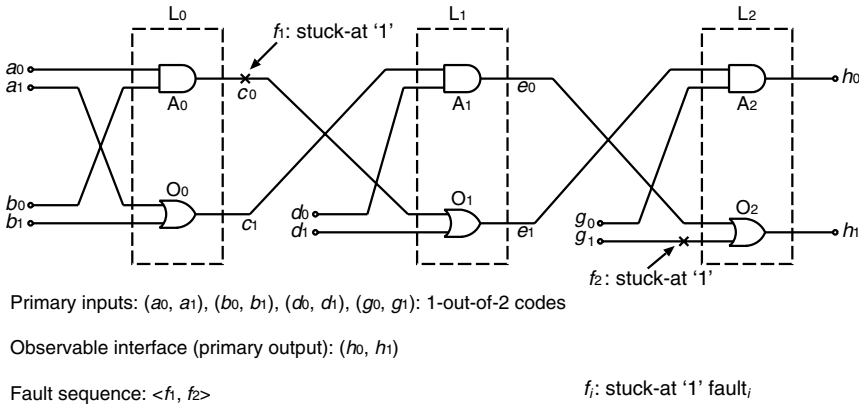 L₀ L₁ L₂
f₁: stuck-at ‘1’
a₀
a₁
A₀
c₀
A₁
e₀
A₂
h₀
b₀
b₁
O₀
c₁
d₀
d₁
O₁
e₁
g₀
g₁
O₂
h₁
f₂: stuck-at ‘1’
Primary inputs: (a₀, a₁), (b₀, b₁), (d₀, d₁), (g₀, g₁): 1-out-of-2 codes
Observable interface (primary output): (h₀, h₁)
Fault sequence: <f₁, f₂>
fᵢ: stuck-at ‘1’ faultᵢ